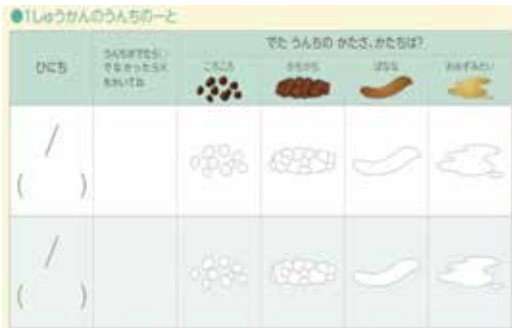 ●1しゅうかんのうんちのーと
ひにち
うんちがでたら○、
でなかったら×
をかいてね
でた うんちの かたさ、かたちは?
ころころ
かちかち
ばなな
おみずみたい
/
( )
/
( )